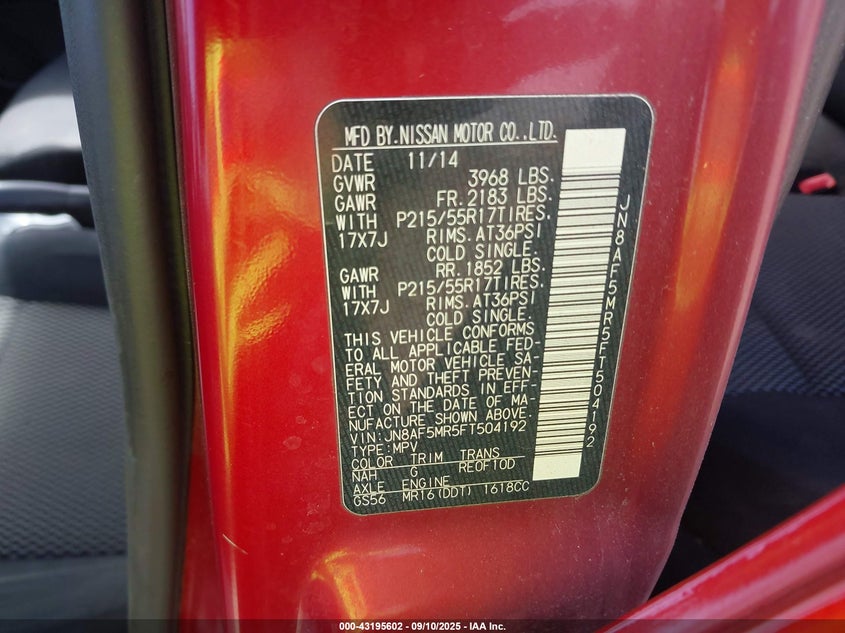 MFD BY.NISSAN MOTOR CO.,LTD.
DATE 11/14
GVWR 3968 LBS.
GAWR FR.2183 LBS.
WITH P215/55R17TIRES.
17X7J RIMS.AT36PSI
COLD SINGLE.
GAWR RR.1852 LBS.
WITH P215/55R17TIRES.
17X7J RIMS.AT36PSI
COLD SINGLE.
THIS VEHICLE CONFORMS
TO ALL APPLICABLE FED-
ERAL MOTOR VEHICLE SA-
FETY AND THEFT PREVEN-
TION STANDARDS IN EFF-
ECT ON THE DATE OF MA-
NUFACTURE SHOWN ABOVE.
VIN:JN8AF5MR5FT504192
TYPE:MPV
COLOR TRIM TRANS
NAH G RE0F10D
AXLE ENGINE
GS56 MR16(DDT) 1618CC
JN8AF5MR5FT504192
000-43195602 - 09/10/2025 - IAA Inc.